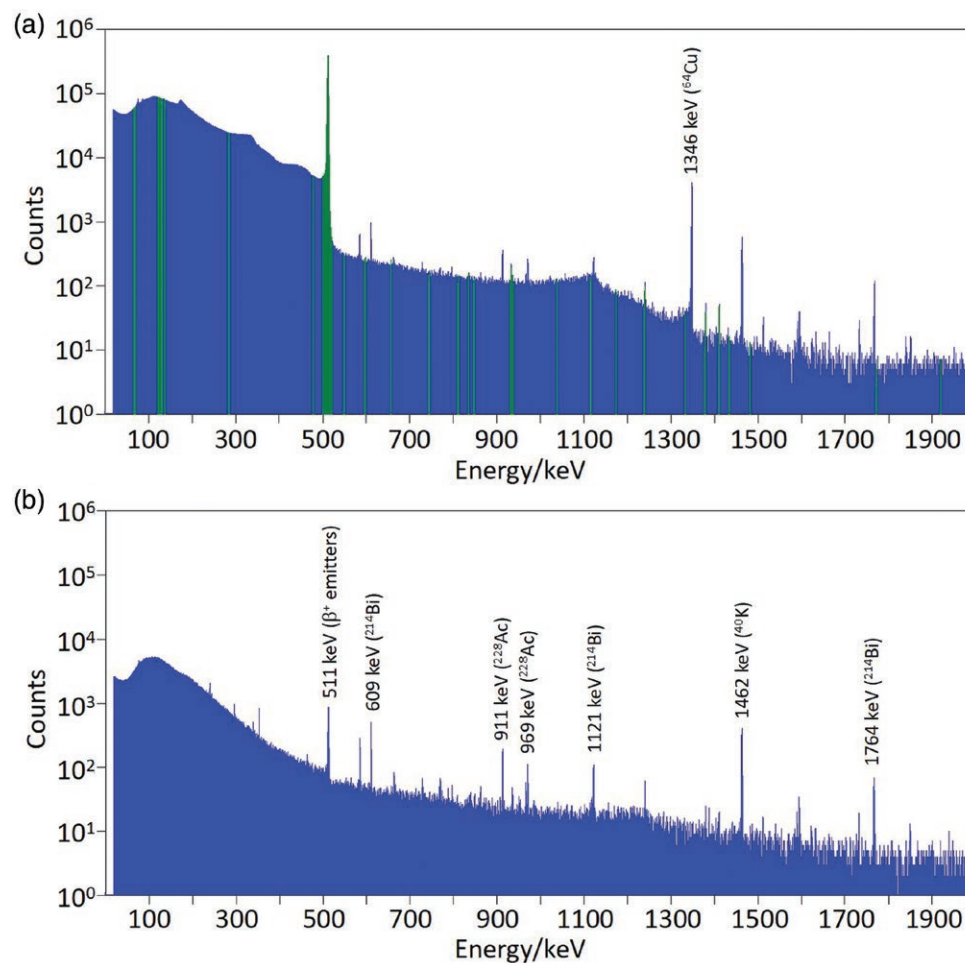 (a)
10⁶
10⁵
10⁴
10³
10²
10¹
10⁰
Counts
1346 keV (⁶⁴Cu)
100 300 500 700 900 1100 1300 1500 1700 1900
Energy/keV
(b)
10⁶
10⁵
10⁴
10³
10²
10¹
10⁰
Counts
511 keV (β⁺ emitters)
609 keV (²¹⁴Bi)
911 keV (²²⁸Ac)
969 keV (²²⁸Ac)
1121 keV (²¹⁴Bi)
1462 keV (⁴⁰K)
1764 keV (²¹⁴Bi)
100 300 500 700 900 1100 1300 1500 1700 1900
Energy/keV